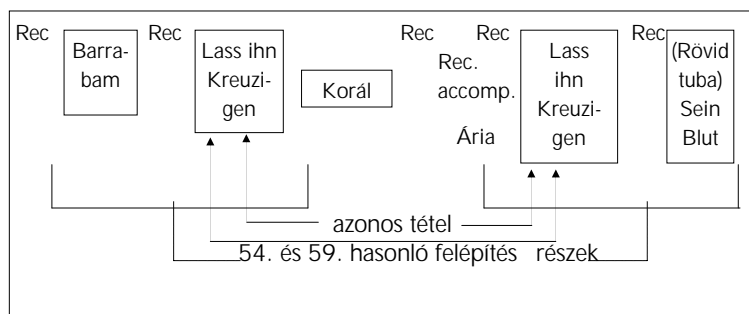 Rec
Barra-
bam
Rec
Lass ihn
Kreuzi-
gen
Korál
Rec
Rec.
accomp.
Ária
Rec
Lass
ihn
Kreuzi-
gen
Rec
(Rövid
tuba)
Sein
Blut
azonos tétel
54. és 59. hasonló felépítés részek